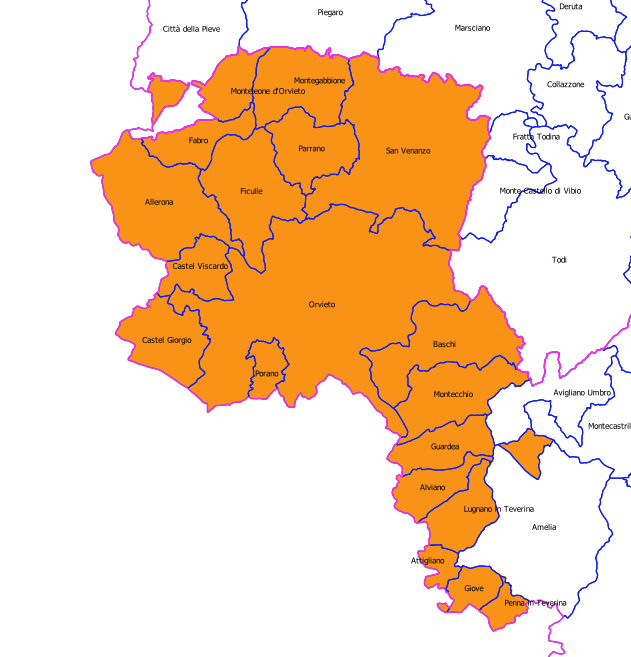 Deruta
Piegaro
Città della Pieve
Marsciano
Montegabbione
Collazzone
Monteleone d'Orvieto
Gu
Fratta Todina
Fabro
Parrano
San Venanzo
Ficulle
Monte Castello di Vibio
Allerona
Todi
Castel Viscardo
Orvieto
Castel Giorgio
Baschi
Porano
Avigliano Umbro
Montecchio
Montecastril
Guardea
Alviano
Lugnano in Teverina
Amelia
Attigliano
Giove
Penna in Teverina